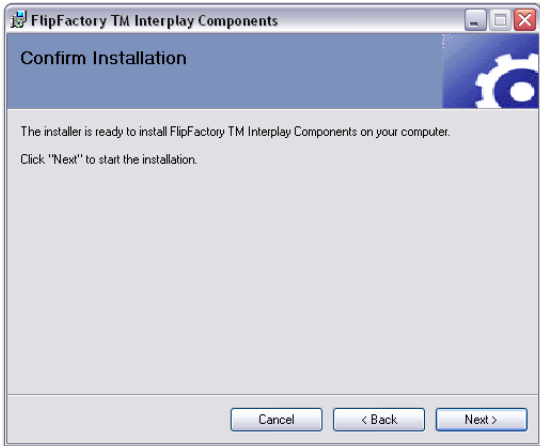 FlipFactory TM Interplay Components
Confirm Installation
The installer is ready to install FlipFactory TM Interplay Components on your computer.
Click "Next" to start the installation.
Cancel
< Back
Next >